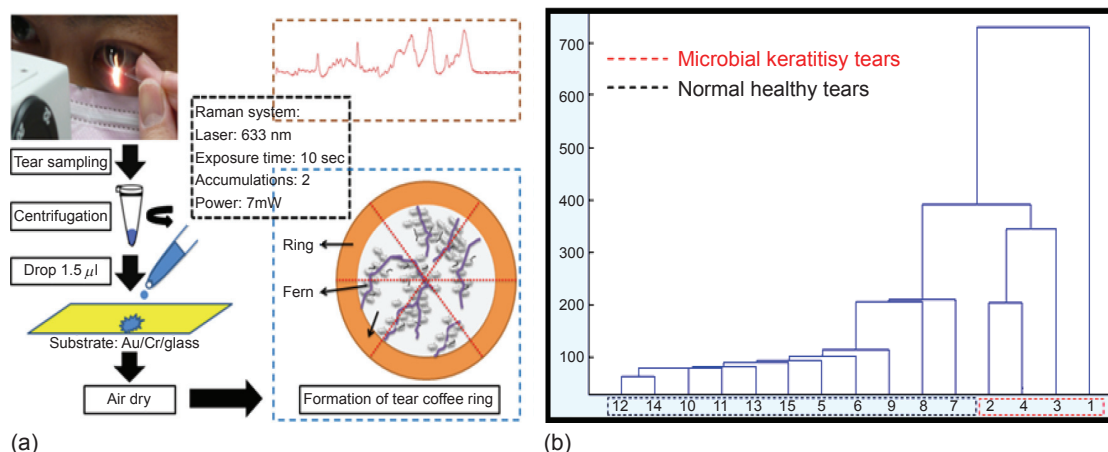 Tear sampling
Centrifugation
Drop 1.5 μl
Substrate: Au/Cr/glass
Air dry
Raman system:
Laser: 633 nm
Exposure time: 10 sec
Accumulations: 2
Power: 7mW
Ring
Fern
Formation of tear coffee ring
(a)
Microbial keratitisy tears
Normal healthy tears
700
600
500
400
300
200
100
12 14 10 11 13 15 5 6 9 8 7 2 4 3 1
(b)